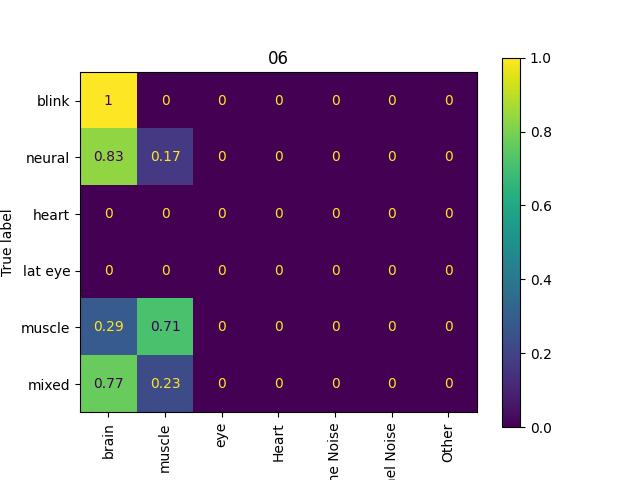 06
True label
blink 1 0 0 0 0 0 0
neural 0.83 0.17 0 0 0 0 0
heart 0 0 0 0 0 0 0
lat eye 0 0 0 0 0 0 0
muscle 0.29 0.71 0 0 0 0 0
mixed 0.77 0.23 0 0 0 0 0
brain
muscle
eye
Heart
Noise
Noise
Other
1.0
0.8
0.6
0.4
0.2
0.0